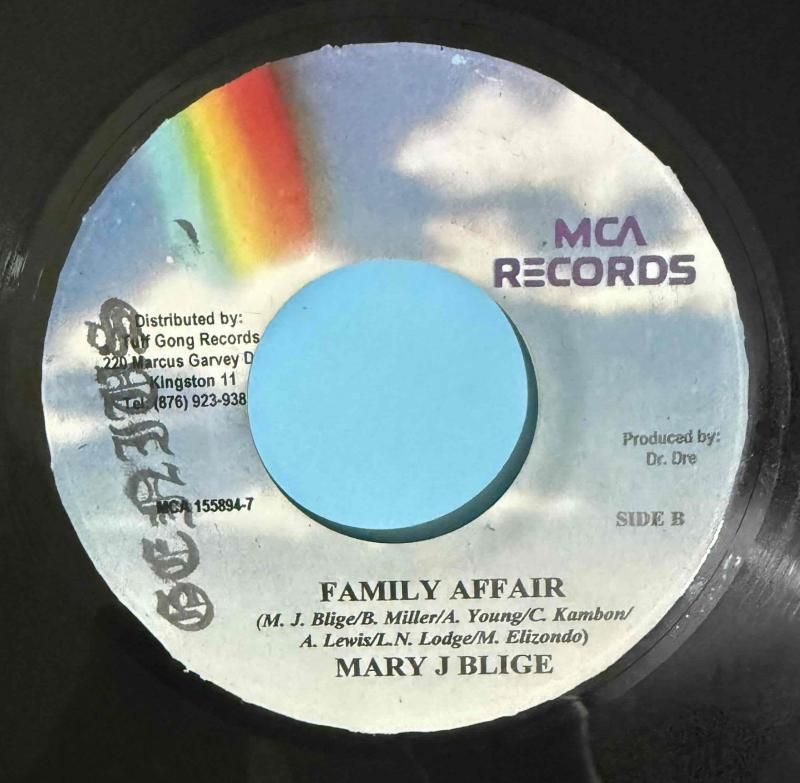 MCA
RECORDS
Distributed by:
Tuff Gong Records
220 Marcus Garvey D
Kingston 11
Tel: (876) 923-938
MCA 155894-7
Produced by:
Dr. Dre
SIDE B
FAMILY AFFAIR
(M. J. Blige/B. Miller/A. Young/C. Kambon/
A. Lewis/L.N. Lodge/M. Elizondo)
MARY J BLIGE